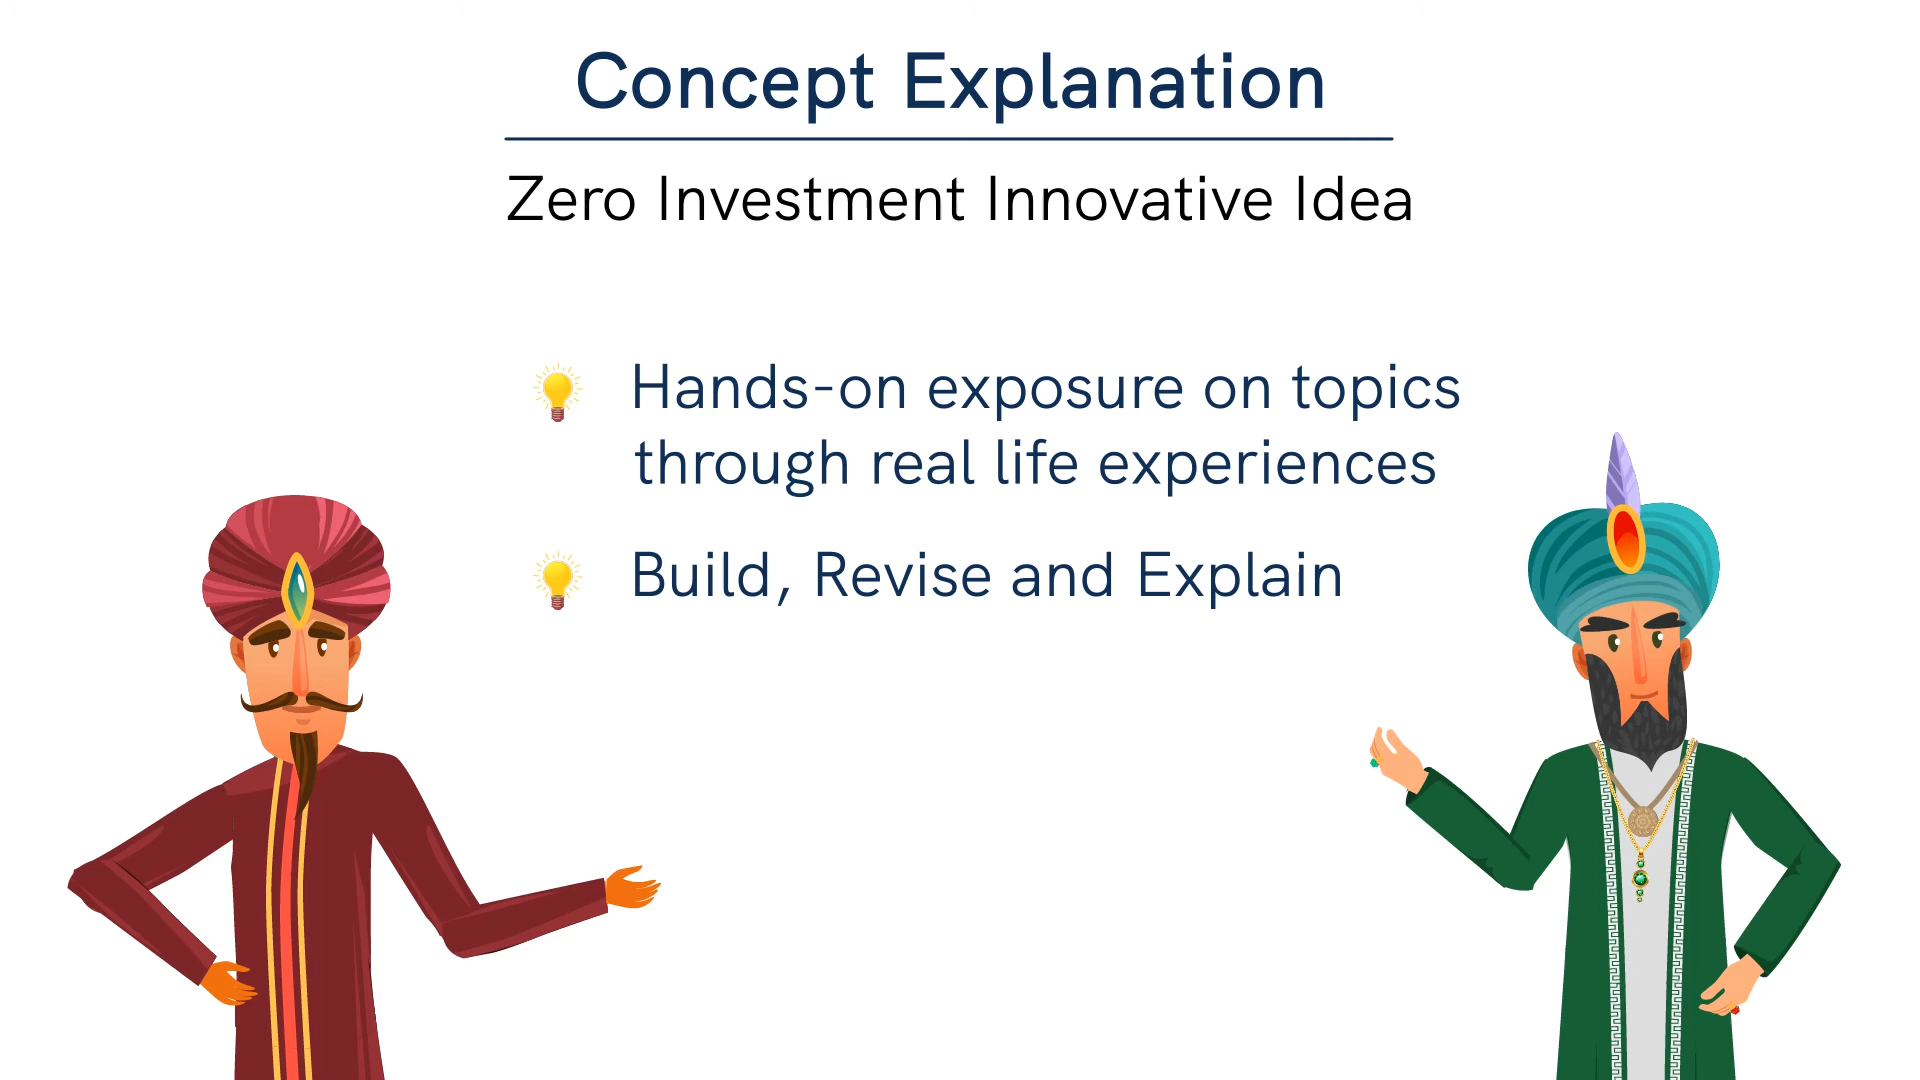 Concept Explanation
Zero Investment Innovative Idea
Hands-on exposure on topics
through real life experiences
Build, Revise and Explain